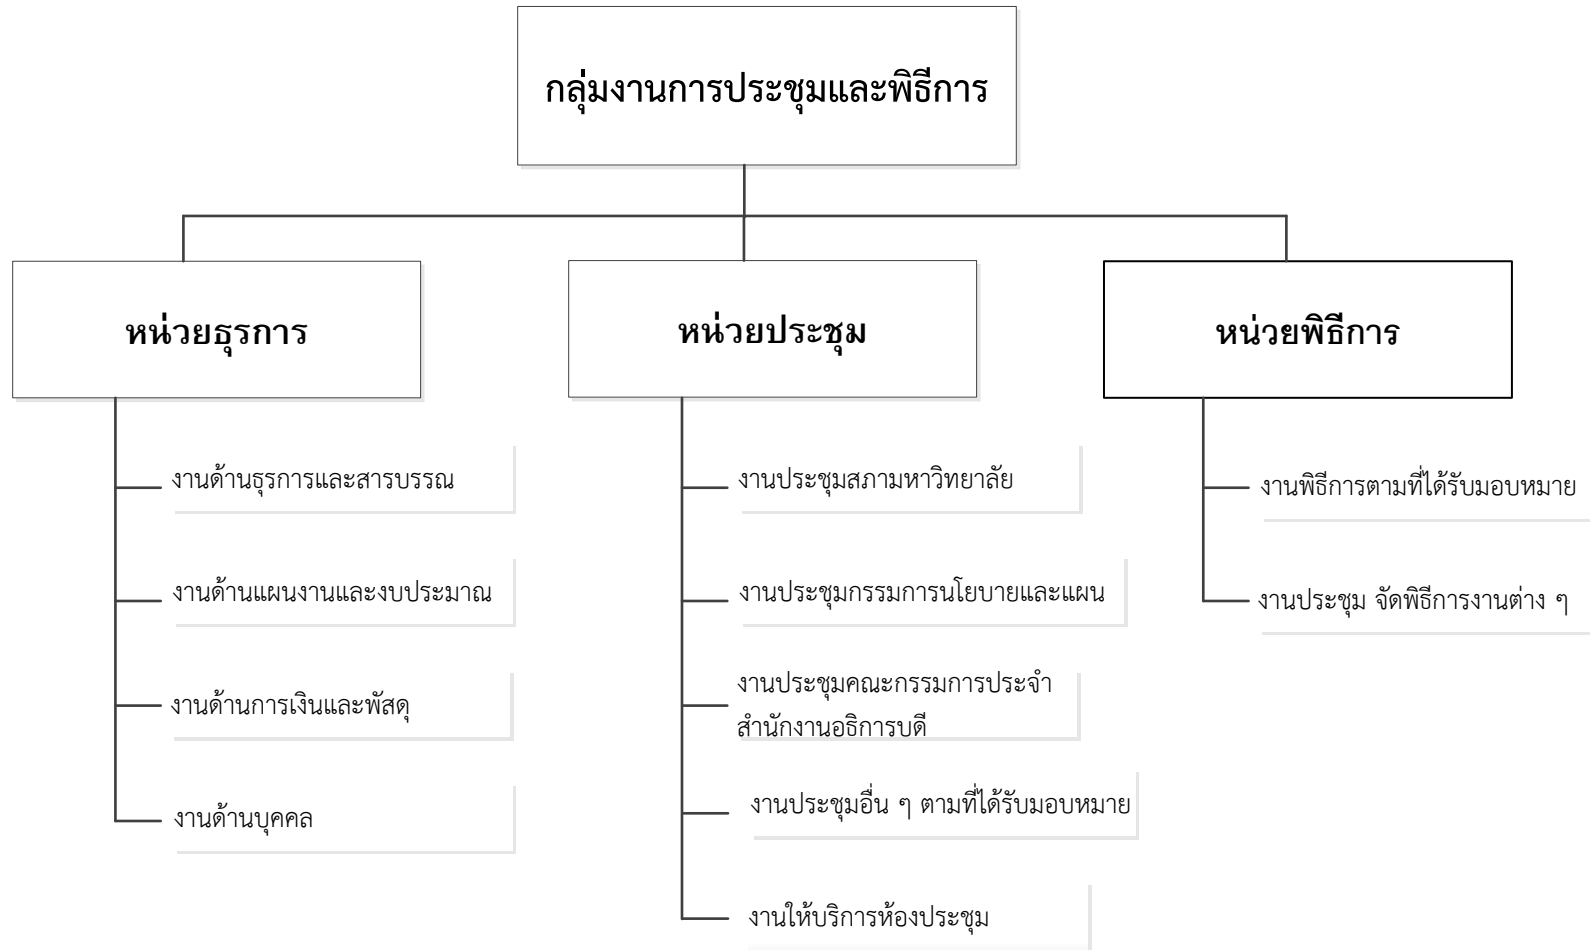 กลุ่มงานการประชุมและพิธีการ
หน่วยธุรการ
งานด้านธุรการและสารบรรณ
งานด้านแผนงานและงบประมาณ
งานด้านการเงินและพัสดุ
งานด้านบุคคล
หน่วยประชุม
งานประชุมสภามหาวิทยาลัย
งานประชุมกรรมการนโยบายและแผน
งานประชุมคณะกรรมการประจำ
สำนักงานอธิการบดี
งานประชุมอื่น ๆ ตามที่ได้รับมอบหมาย
งานให้บริการห้องประชุม
หน่วยพิธีการ
งานพิธีการตามที่ได้รับมอบหมาย
งานประชุม จัดพิธีการงานต่าง ๆ